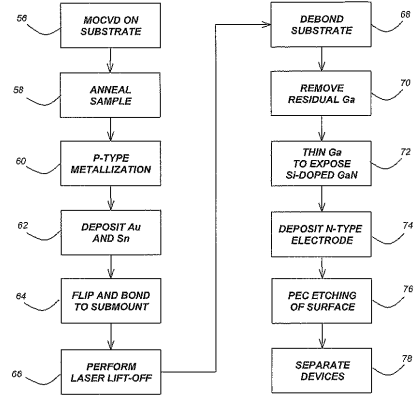 56
MOCVD ON
SUBSTRATE
58
ANNEAL
SAMPLE
60
P-TYPE
METALLIZATION
62
DEPOSIT Au
AND Sn
64
FLIP AND BOND
TO SUBMOUNT
66
PERFORM
LASER LIFT-OFF
68
DEBOND
SUBSTRATE
70
REMOVE
RESIDUAL Ga
72
THIN Ga
TO EXPOSE
Si-DOPED GaN
74
DEPOSIT N-TYPE
ELECTRODE
76
PEC ETCHING
OF SURFACE
78
SEPARATE
DEVICES